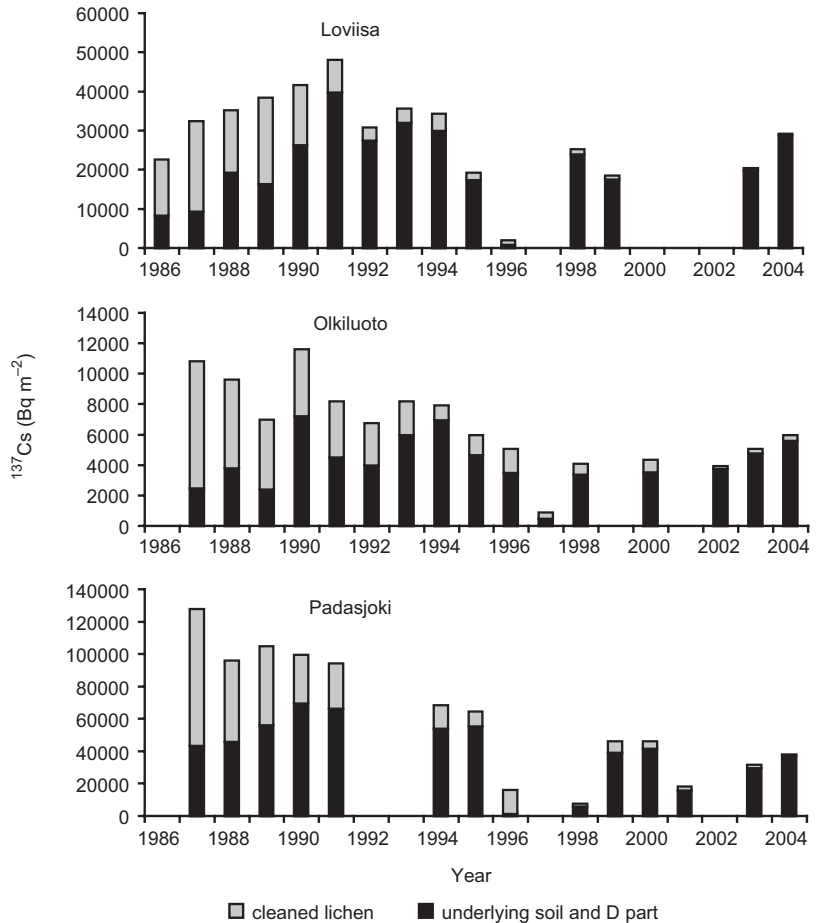 60000
Loviisa
50000
40000
30000
20000
10000
0
1986 1988 1990 1992 1994 1996 1998 2000 2002 2004
14000
Olkiluoto
12000
10000
8000
6000
4000
2000
0
1986 1988 1990 1992 1994 1996 1998 2000 2002 2004
¹³⁷Cs (Bq m⁻²)
140000
Padasjoki
120000
100000
80000
60000
40000
20000
0
1986 1988 1990 1992 1994 1996 1998 2000 2002 2004
Year
cleaned lichen underlying soil and D part